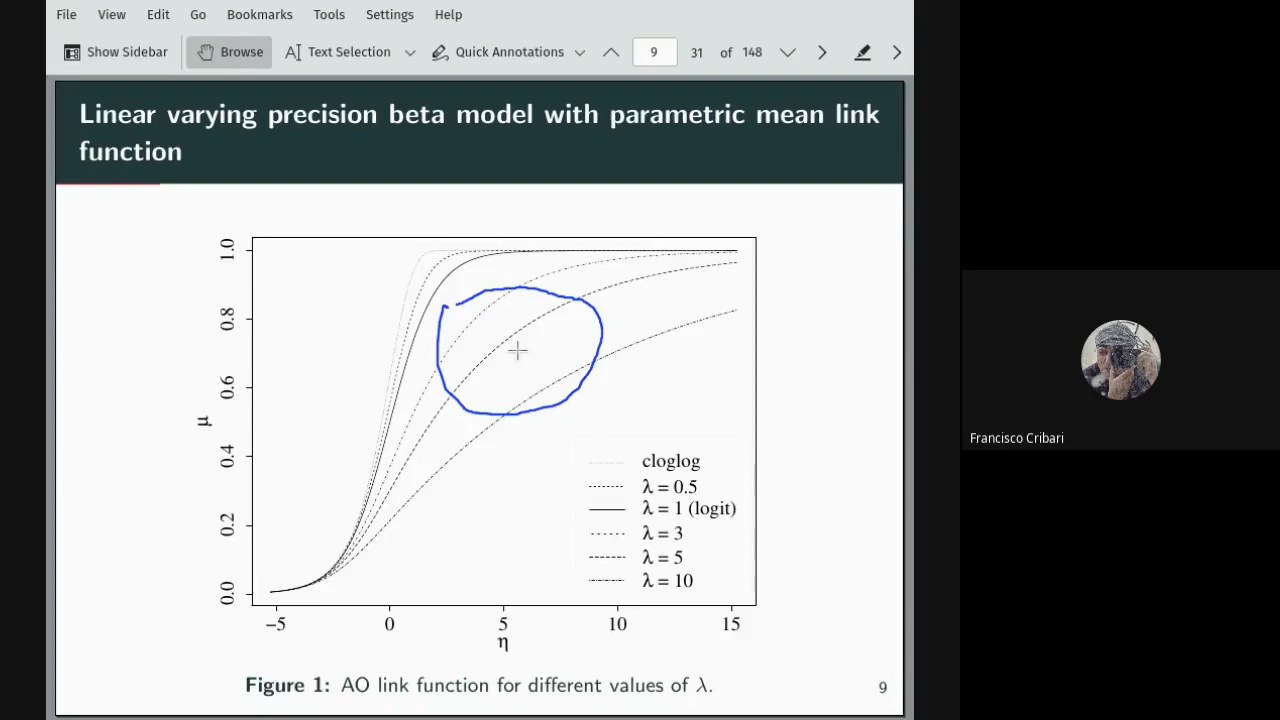 File View Edit Go Bookmarks Tools Settings Help
Show Sidebar Browse Text Selection Quick Annotations 9 31 of 148
Linear varying precision beta model with parametric mean link
function
1.0
0.8
0.6
0.4
0.2
0.0
μ
cloglog
λ = 0.5
λ = 1 (logit)
λ = 3
λ = 5
λ = 10
−5 0 5 10 15
η
Figure 1: AO link function for different values of λ.
9
Francisco Cribari